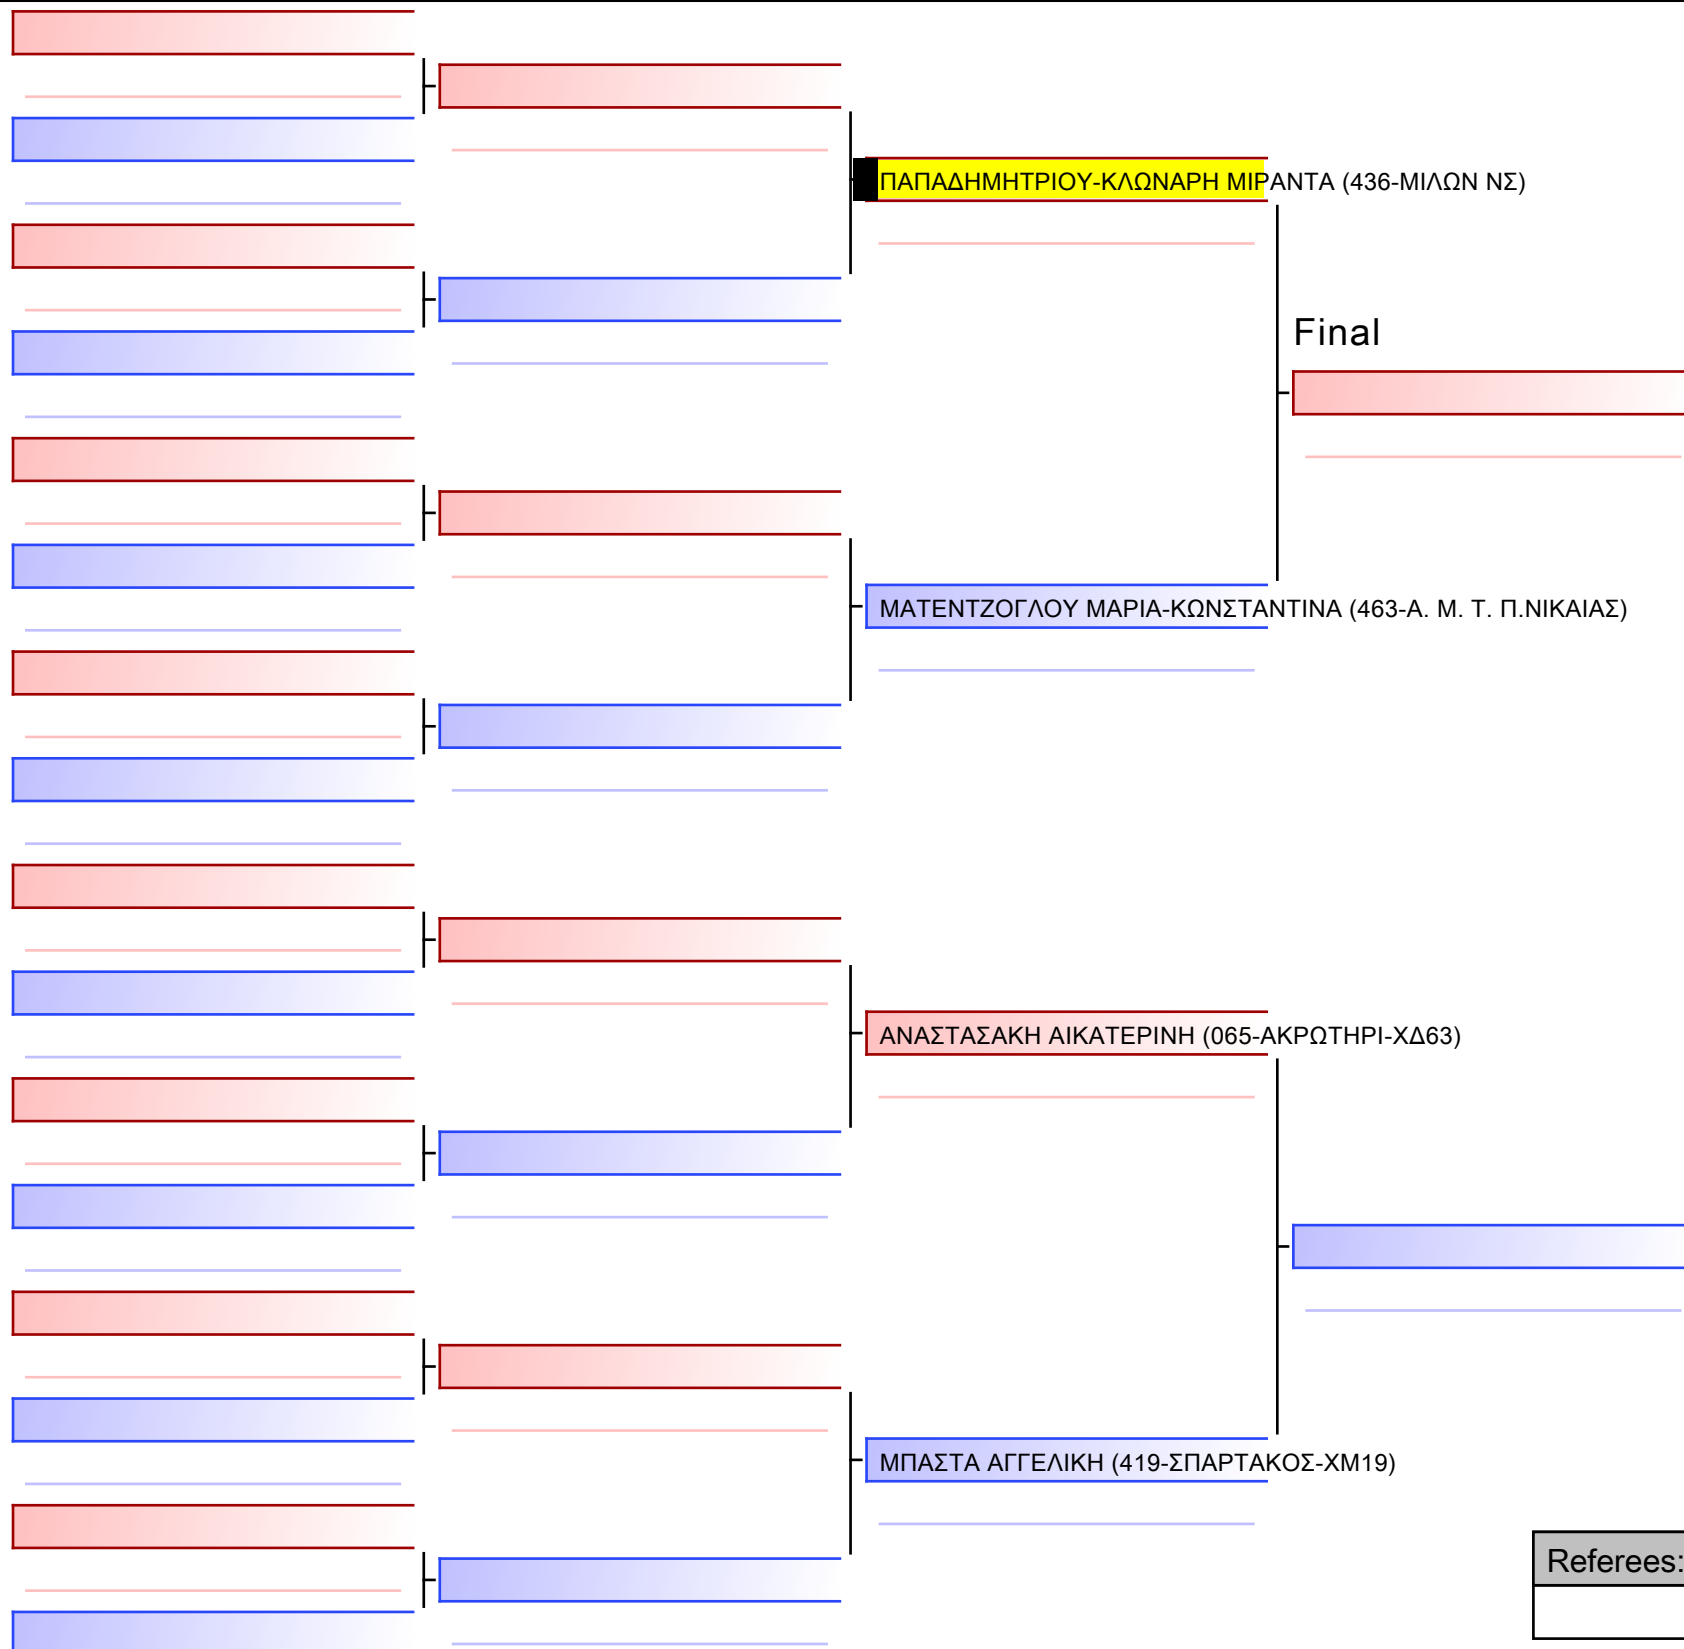 ΠΑΠΑΔΗΜΗΤΡΙΟΥ-ΚΛΩΝΑΡΗ ΜΙΡΑΝΤΑ (436-ΜΙΛΩΝ ΝΣ)
Final
ΜΑΤΕΝΤΖΟΓΛΟΥ ΜΑΡΙΑ-ΚΩΝΣΤΑΝΤΙΝΑ (463-Α. Μ. Τ. Π.ΝΙΚΑΙΑΣ)
ΑΝΑΣΤΑΣΑΚΗ ΑΙΚΑΤΕΡΙΝΗ (065-ΑΚΡΩΤΗΡΙ-ΧΔ63)
ΜΠΑΣΤΑ ΑΓΓΕΛΙΚΗ (419-ΣΠΑΡΤΑΚΟΣ-ΧΜ19)
Referees: